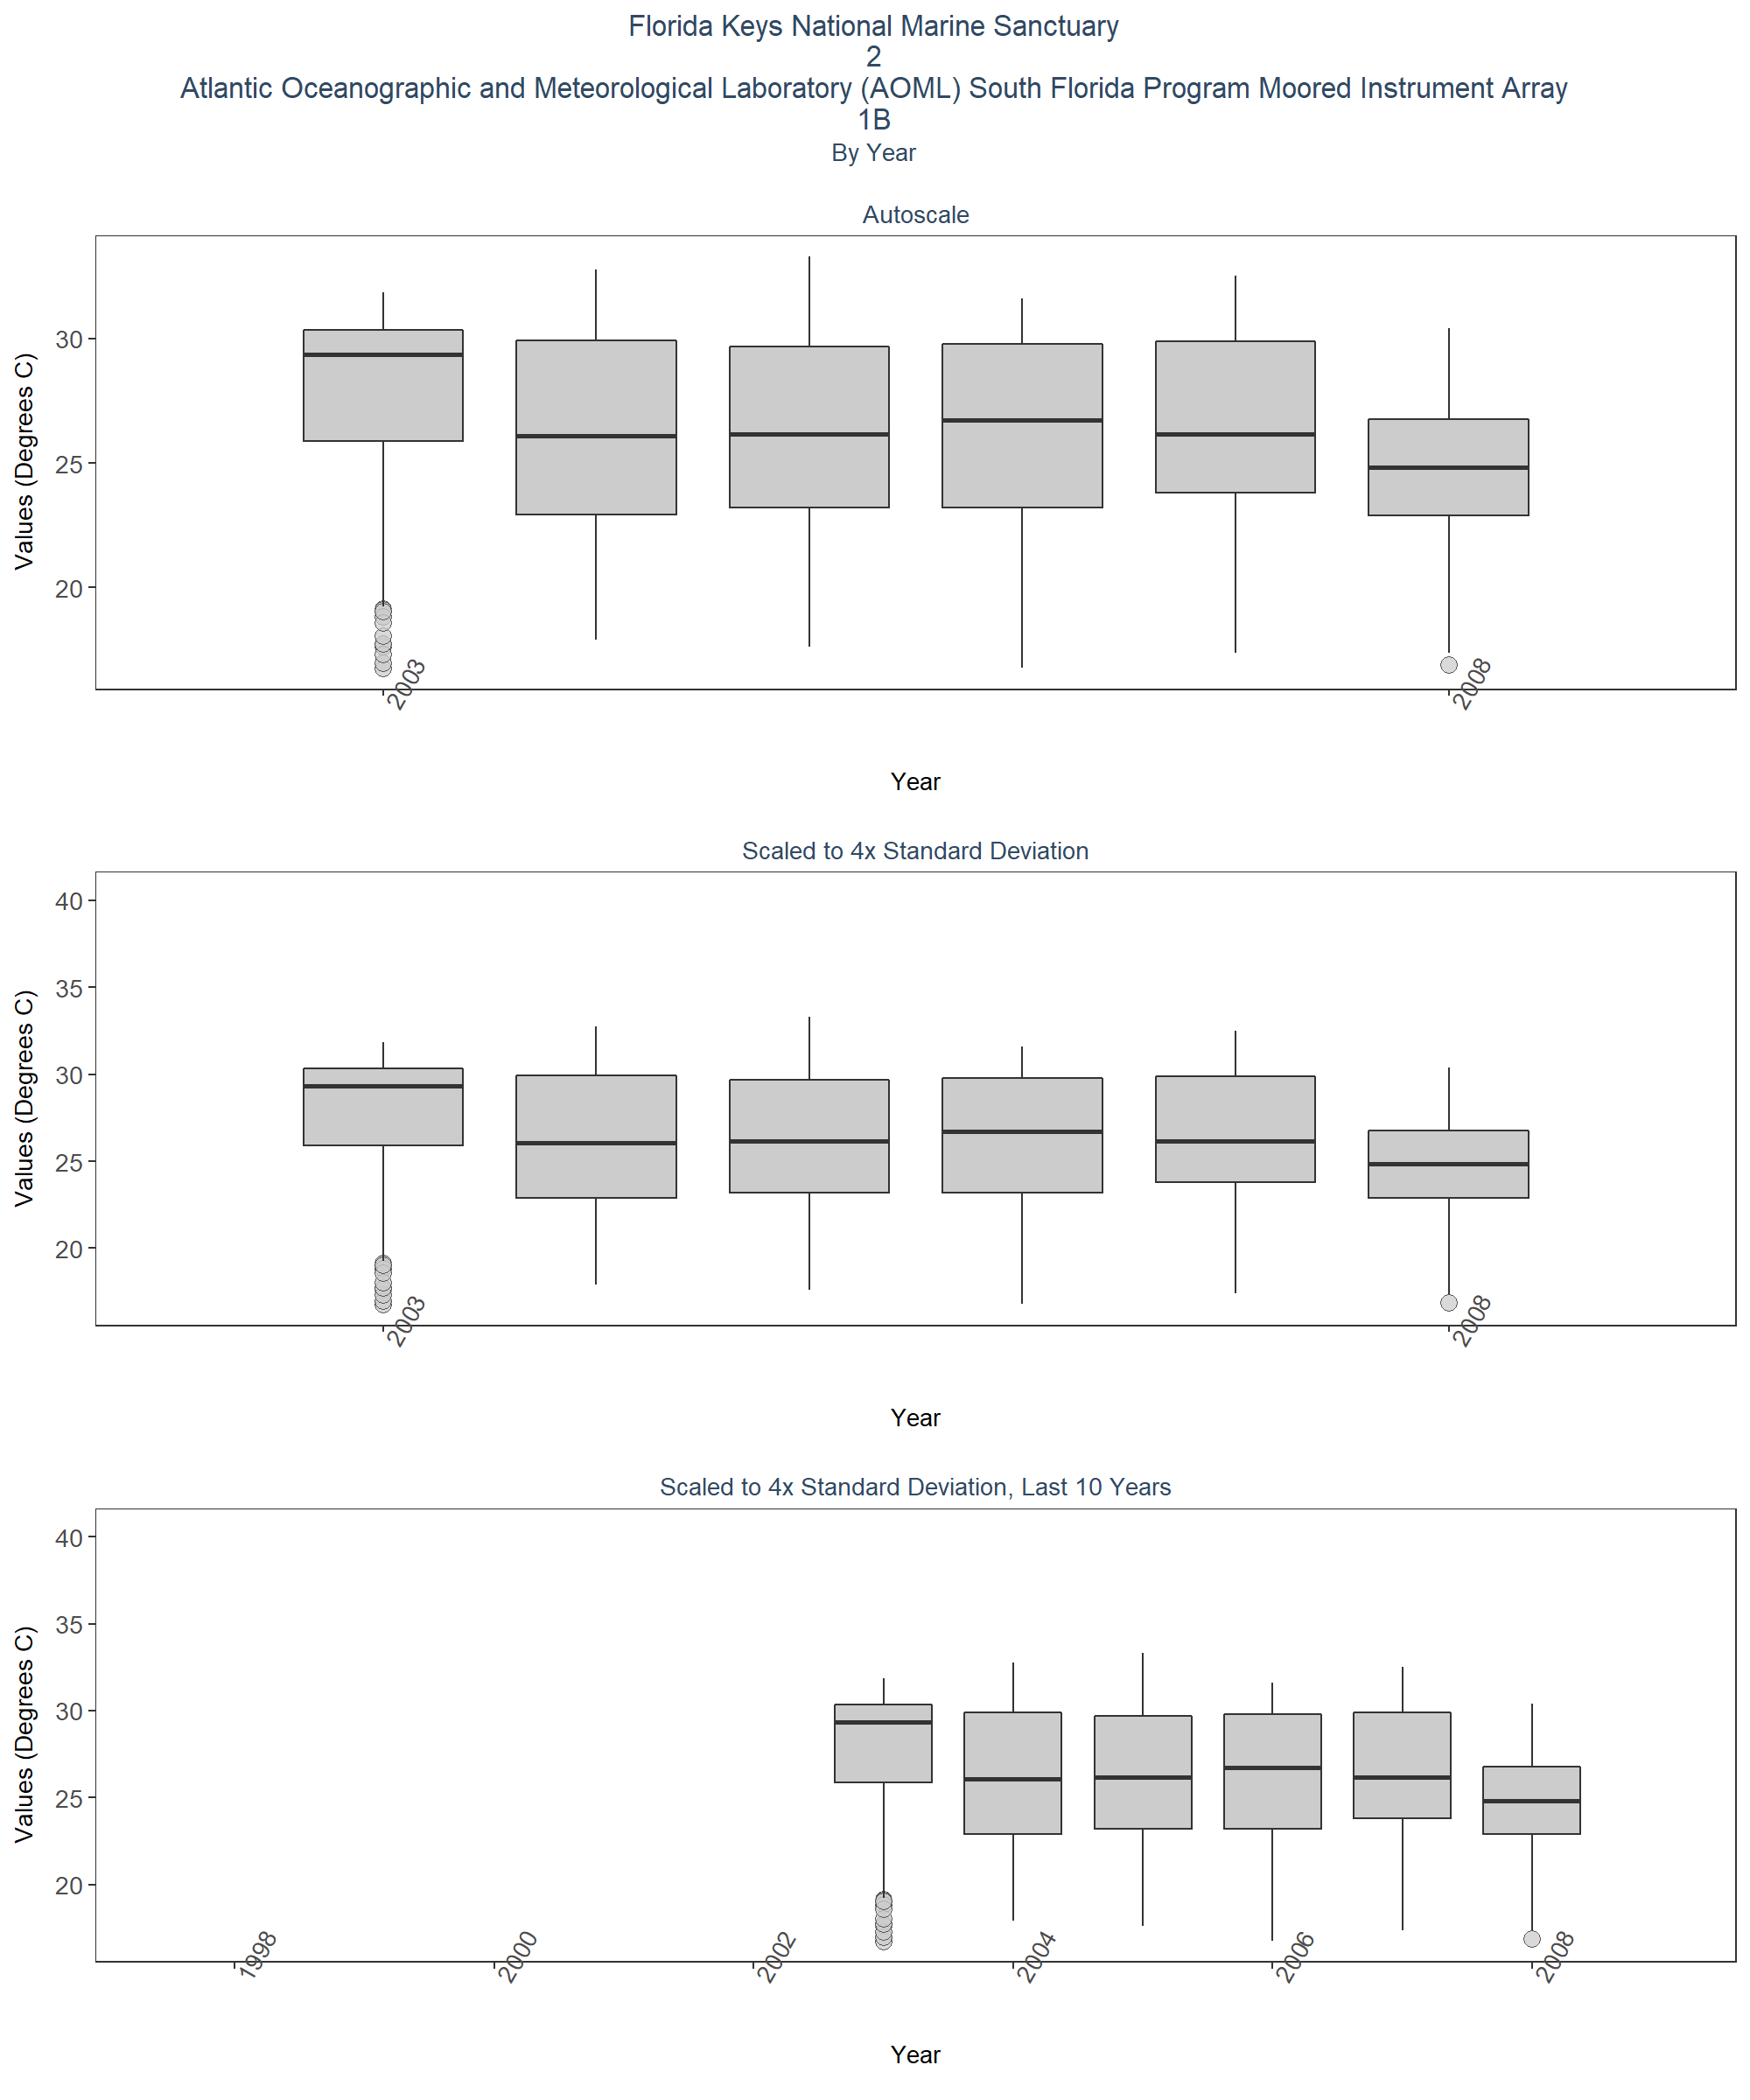 Florida Keys National Marine Sanctuary
2
Atlantic Oceanographic and Meteorological Laboratory (AOML) South Florida Program Moored Instrument Array
1B
By Year
Autoscale
Values (Degrees C)
30
25
20
2003
2008
Year
Scaled to 4x Standard Deviation
Values (Degrees C)
40
35
30
25
20
2003
2008
Year
Scaled to 4x Standard Deviation, Last 10 Years
Values (Degrees C)
40
35
30
25
20
1998
2000
2002
2004
2006
2008
Year